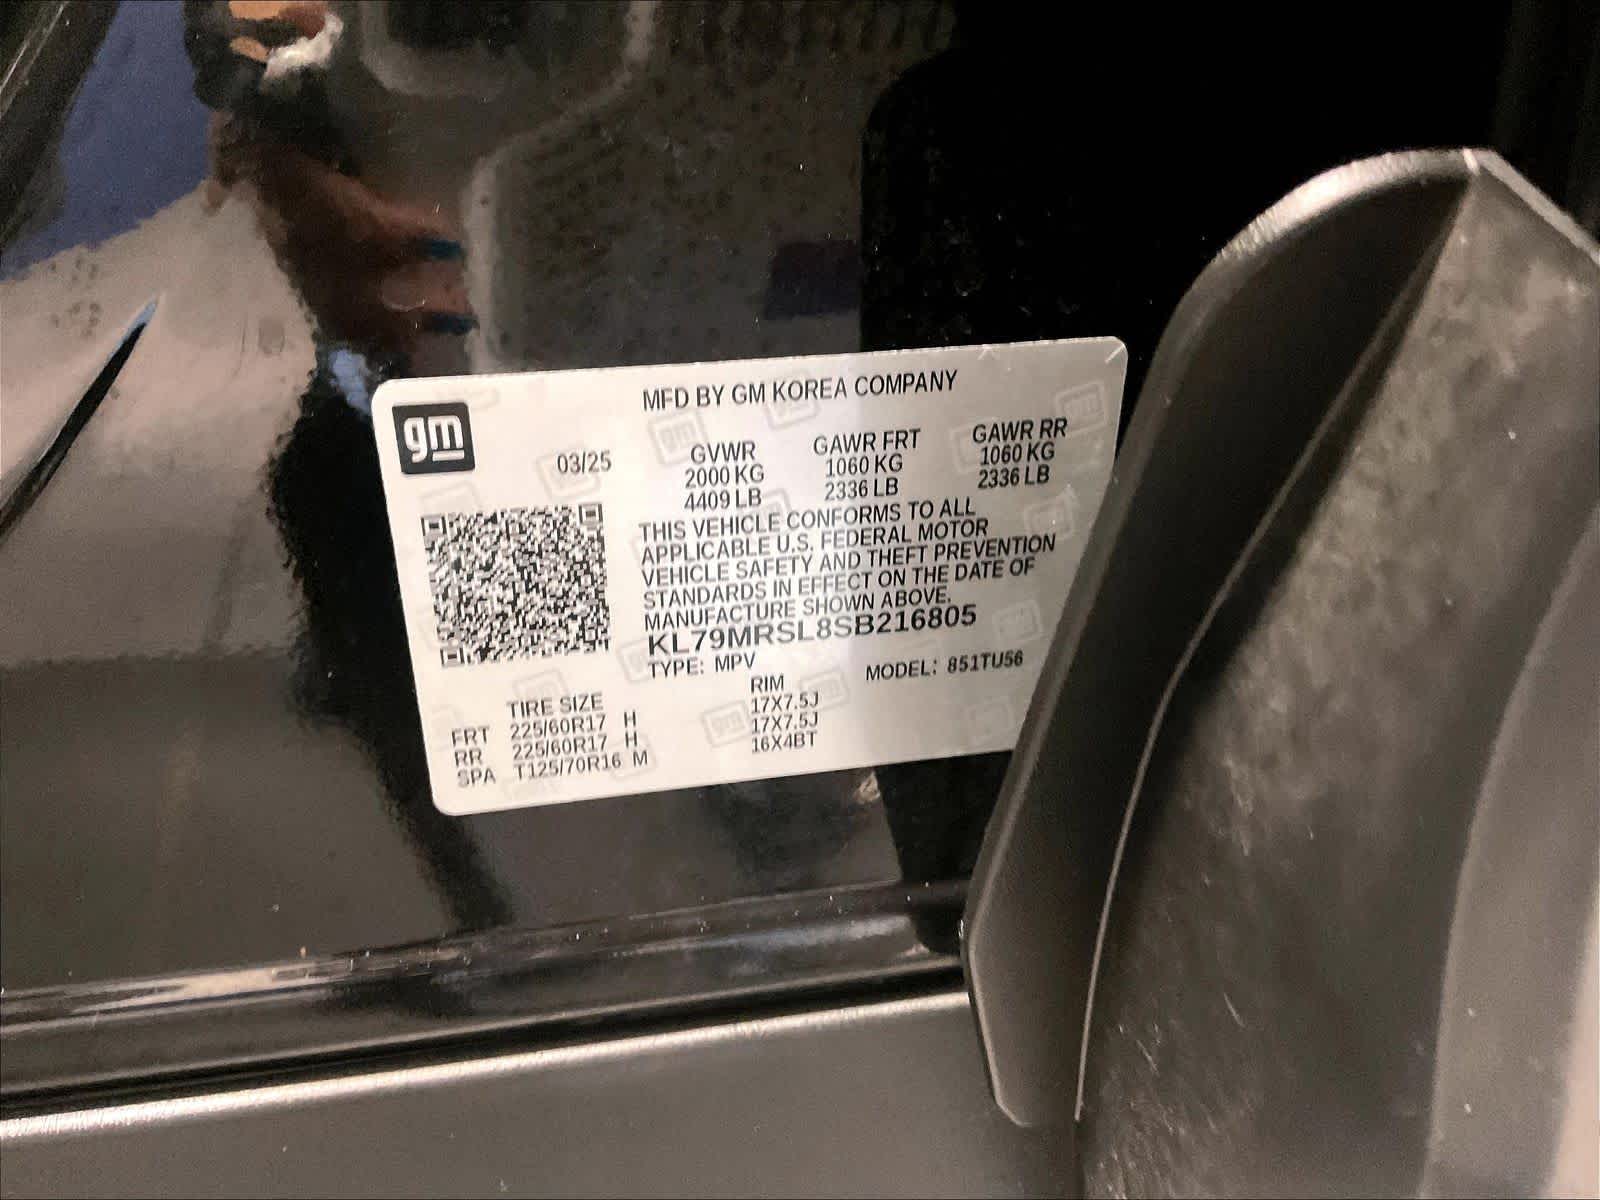 MFD BY GM KOREA COMPANY
gm
03/25
GVWR GAWR FRT GAWR RR
2000 KG 1060 KG 1060 KG
4409 LB 2336 LB 2336 LB
THIS VEHICLE CONFORMS TO ALL
APPLICABLE U.S. FEDERAL MOTOR
VEHICLE SAFETY AND THEFT PREVENTION
STANDARDS IN EFFECT ON THE DATE OF
MANUFACTURE SHOWN ABOVE.
KL79MRSL8SB216805
TYPE: MPV MODEL: 851TU56
TIRE SIZE RIM
FRT 225/60R17 H 17X7.5J
RR 225/60R17 H 17X7.5J
SPA T125/70R16 M 16X4BT